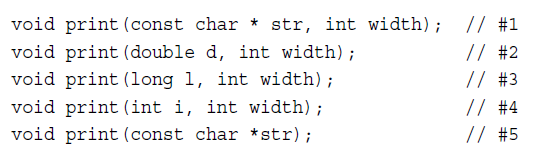 void print(const char * str, int width);  // #1
void print(double d, int width);          // #2
void print(long l, int width);            // #3
void print(int i, int width);             // #4
void print(const char *str);              // #5